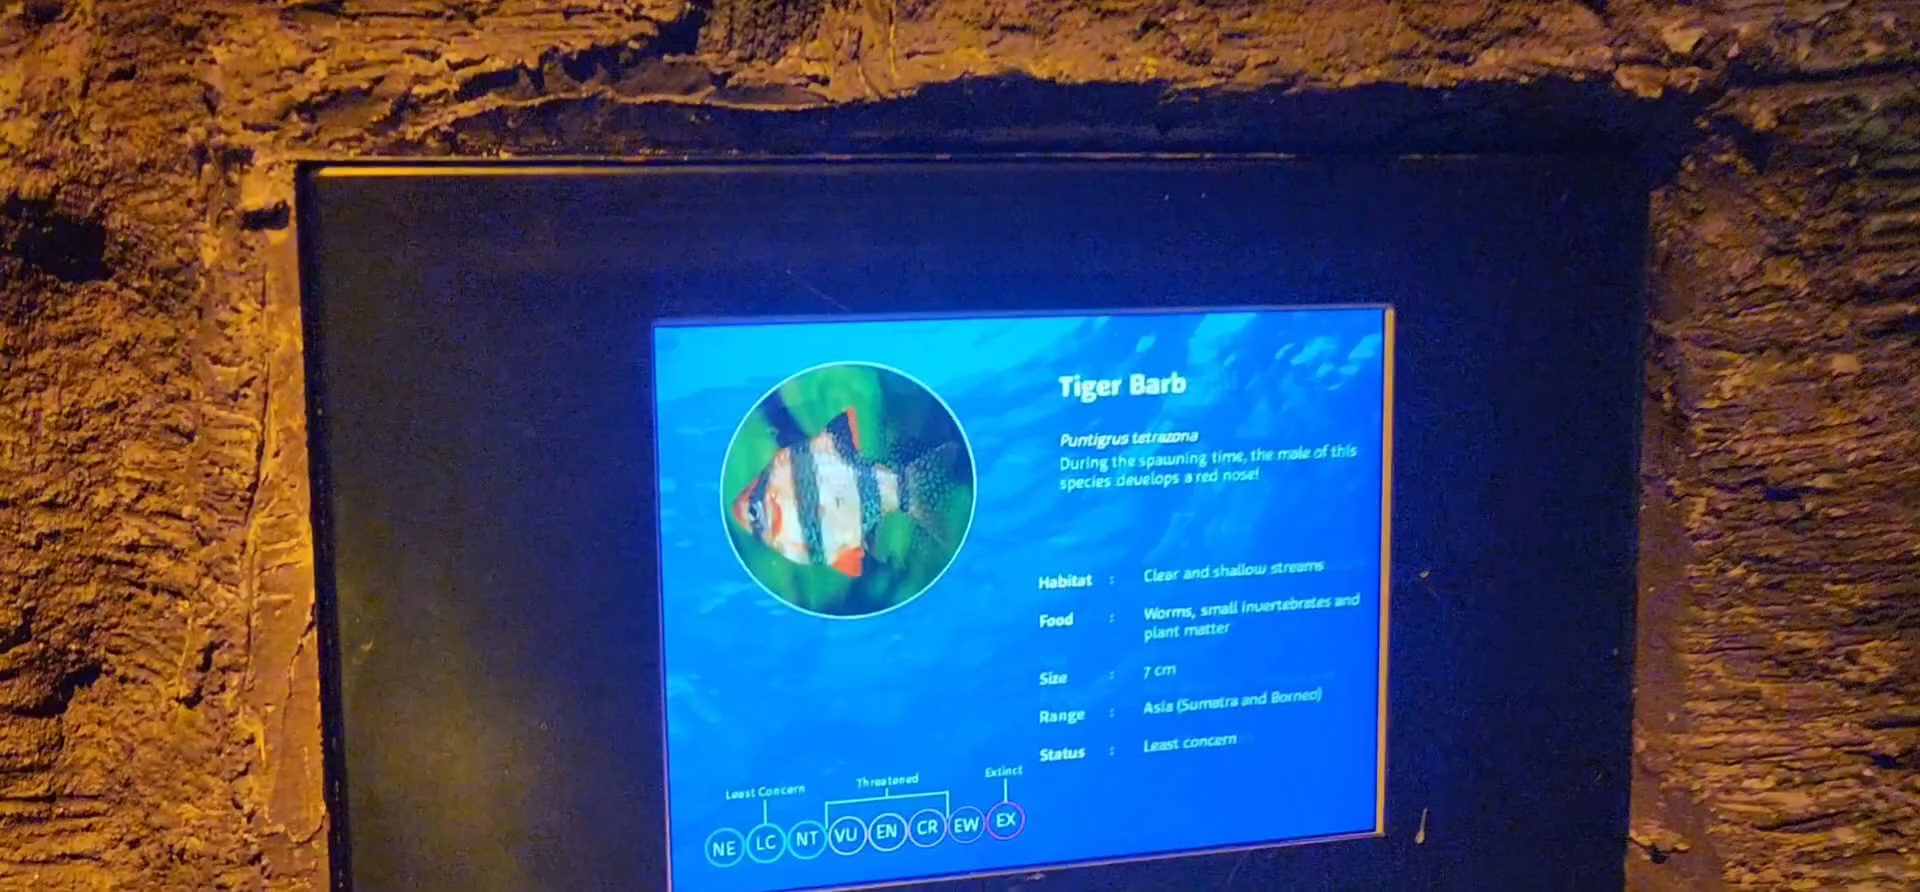 Tiger Barb
Puntigrus tetrazona
During the spawning time, the male of this
species develops a red nose!
Habitat : Clear and shallow streams
Food : Worms, small invertebrates and
plant matter
Size : 7 cm
Range : Asia (Sumatra and Borneo)
Status : Least concern
Least Concern Threatened Extinct
NE LC NT VU EN CR EW EX